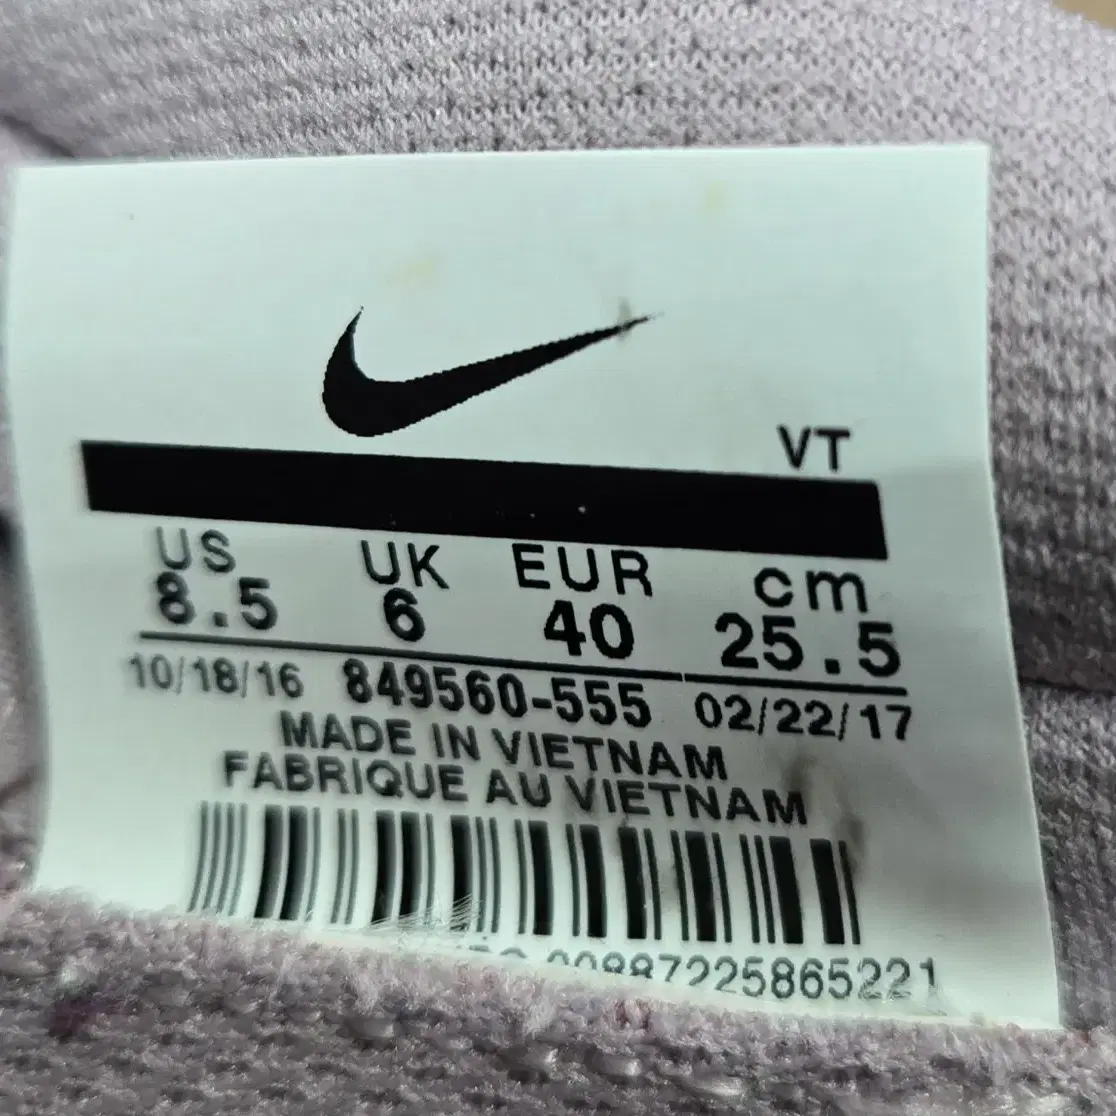 VT
US UK EUR cm
8.5 6 40 25.5
10/18/16 849560-555 02/22/17
MADE IN VIETNAM
FABRIQUE AU VIETNAM
00887225865221